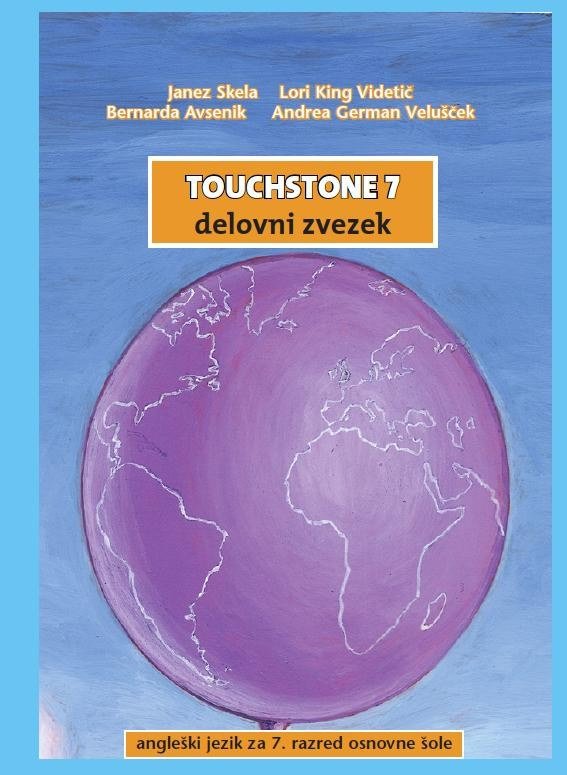 Janez Skela Lori King Videtič
Bernarda Avsenik Andrea German Velušček
TOUCHSTONE 7
delovni zvezek
angleški jezik za 7. razred osnovne šole